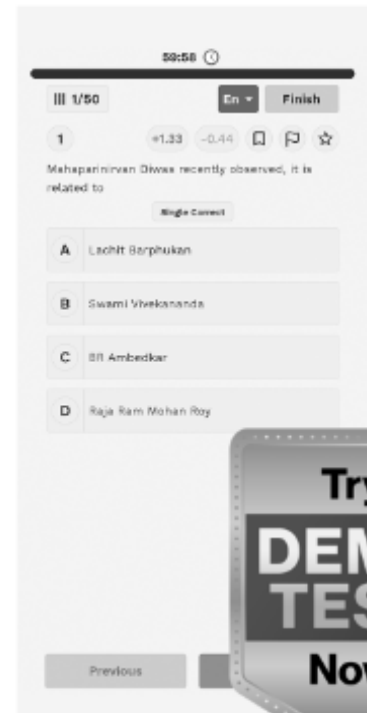 59:58
1/50
En
Finish
1
+1.33
-0.44
Mahaparinirvan Diwas recently observed, it is
related to
Single Correct
A
Lachit Barphukan
B
Swami Vivekananda
C
BR Ambedkar
D
Raja Ram Mohan Roy
Try
DEM
TES
Now
Previous